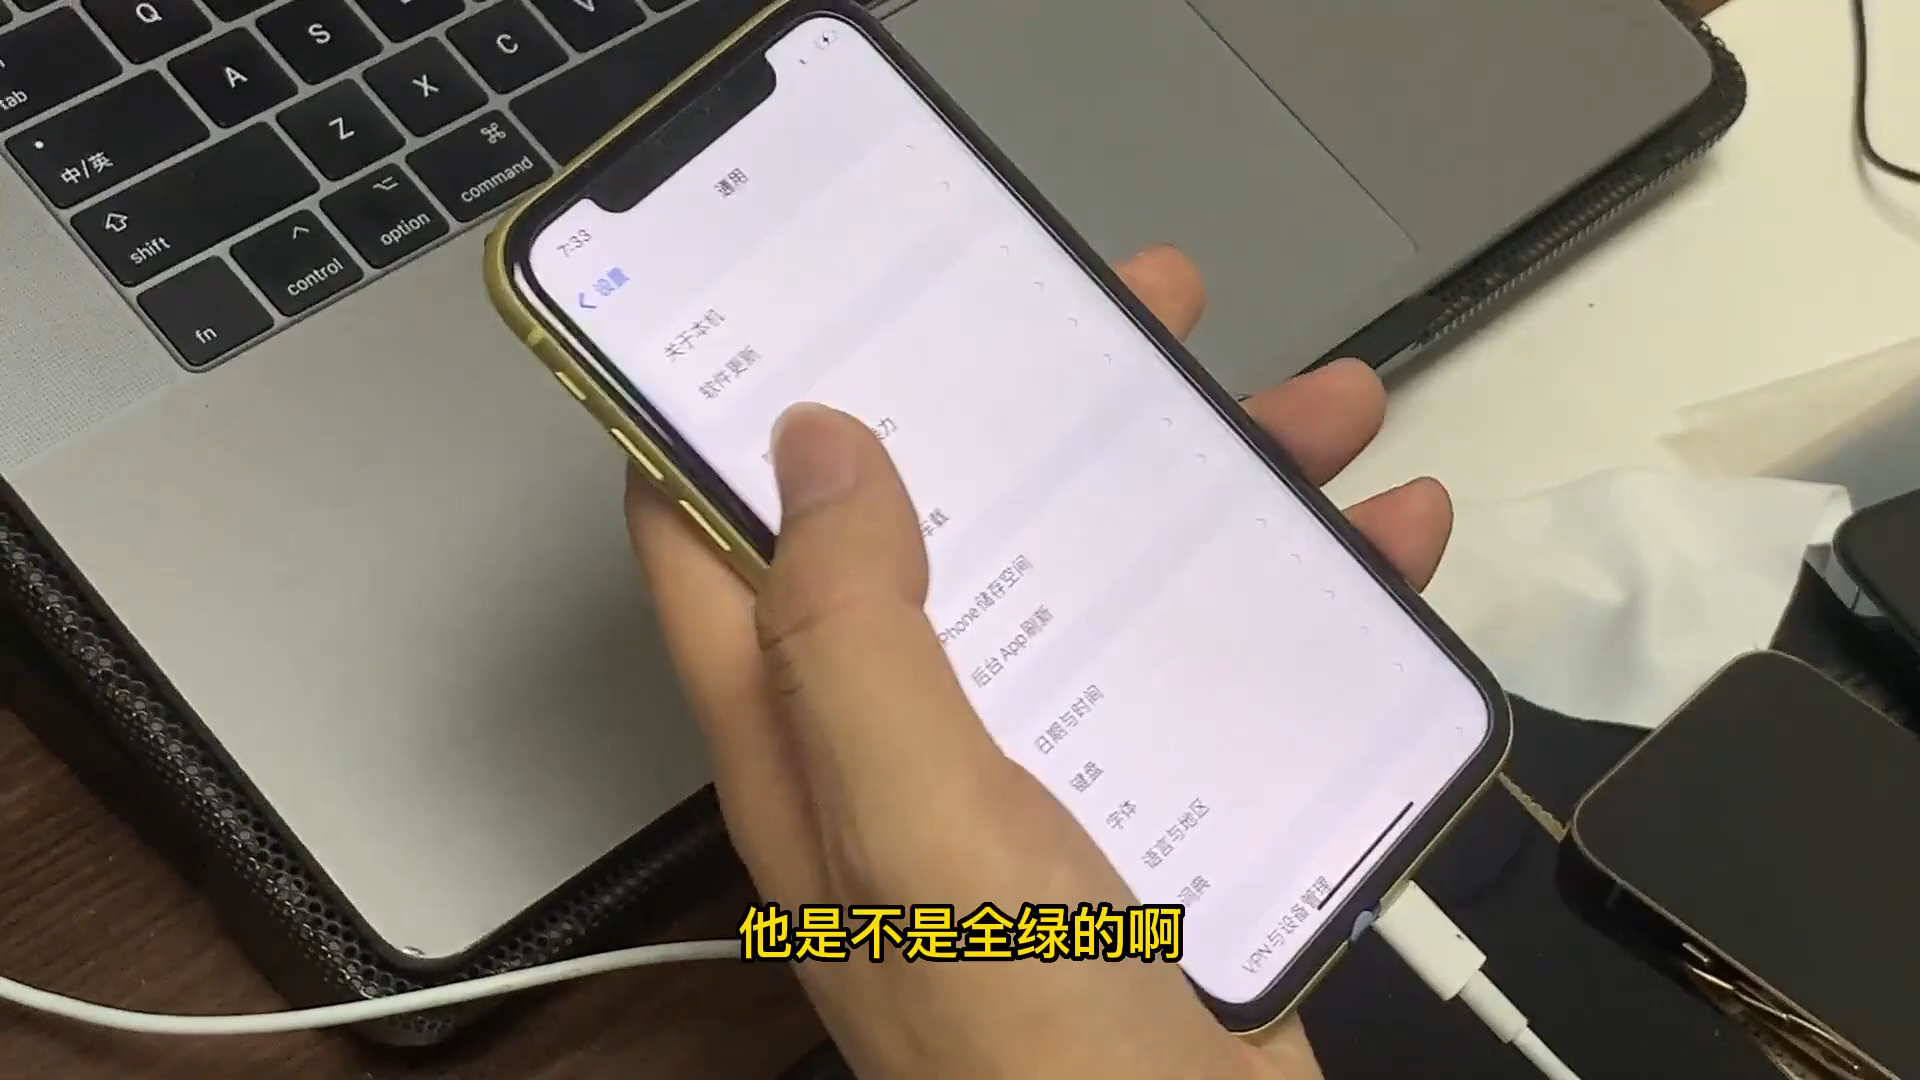 Q
S
C
V
tab
A
X
中/英
Z
⌘
command
shift
⌥
option
^
control
fn
通用
7:33
设置
关于本机
软件更新
iPhone 储存空间
后台 App 刷新
日期与时间
键盘
字体
语言与地区
词典
VPN 与设备管理
他是不是全绿的啊